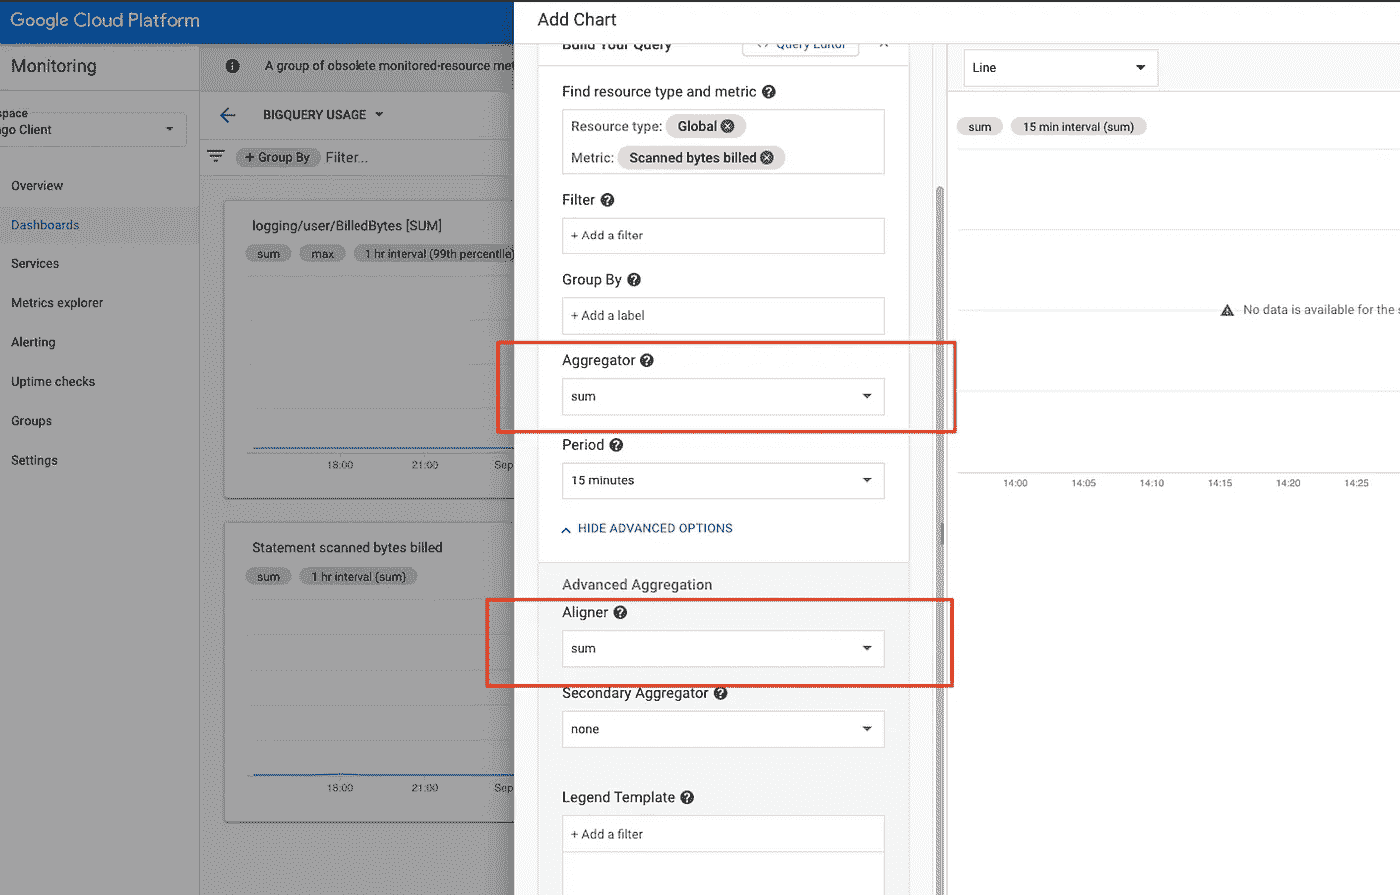 Google Cloud Platform
Add Chart
Monitoring
A group of obsolete monitored-resource met
space
go Client
BIGQUERY USAGE
+ Group By Filter...
Overview
Dashboards
Services
Metrics explorer
Alerting
Uptime checks
Groups
Settings
logging/user/BilledBytes [SUM]
sum max 1 hr interval (99th percentile)
18:00 21:00 Sep
Statement scanned bytes billed
sum 1 hr interval (sum)
18:00 21:00 Sep
Build Your Query
<> Query Editor
Find resource type and metric
Resource type: Global
Metric: Scanned bytes billed
Filter
+ Add a filter
Group By
+ Add a label
Aggregator
sum
Period
15 minutes
HIDE ADVANCED OPTIONS
Advanced Aggregation
Aligner
sum
Secondary Aggregator
none
Legend Template
+ Add a filter
Line
sum 15 min interval (sum)
No data is available for the s
14:00 14:05 14:10 14:15 14:20 14:25